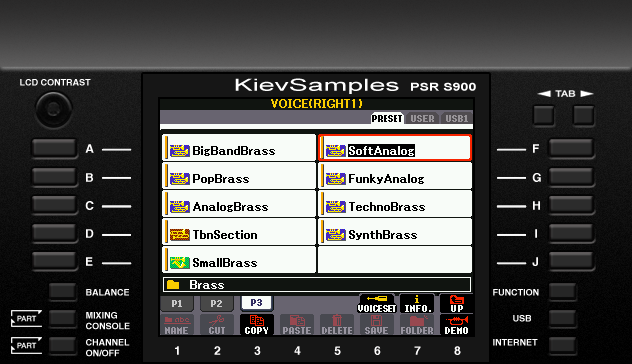 LCD CONTRAST
KievSamples PSR S900
TAB
VOICE(RIGHT1)
PRESET USER USB1
A BigBandBrass SoftAnalog F
B PopBrass FunkyAnalog G
C AnalogBrass TechnoBrass H
D TbnSection SynthBrass I
E SmallBrass J
Brass
BALANCE P1 P2 P3 VOICESET INFO. UP FUNCTION
PART MIXING CONSOLE NAME CUT COPY PASTE DELETE SAVE FOLDER DEMO USB
PART CHANNEL ON/OFF INTERNET
1 2 3 4 5 6 7 8